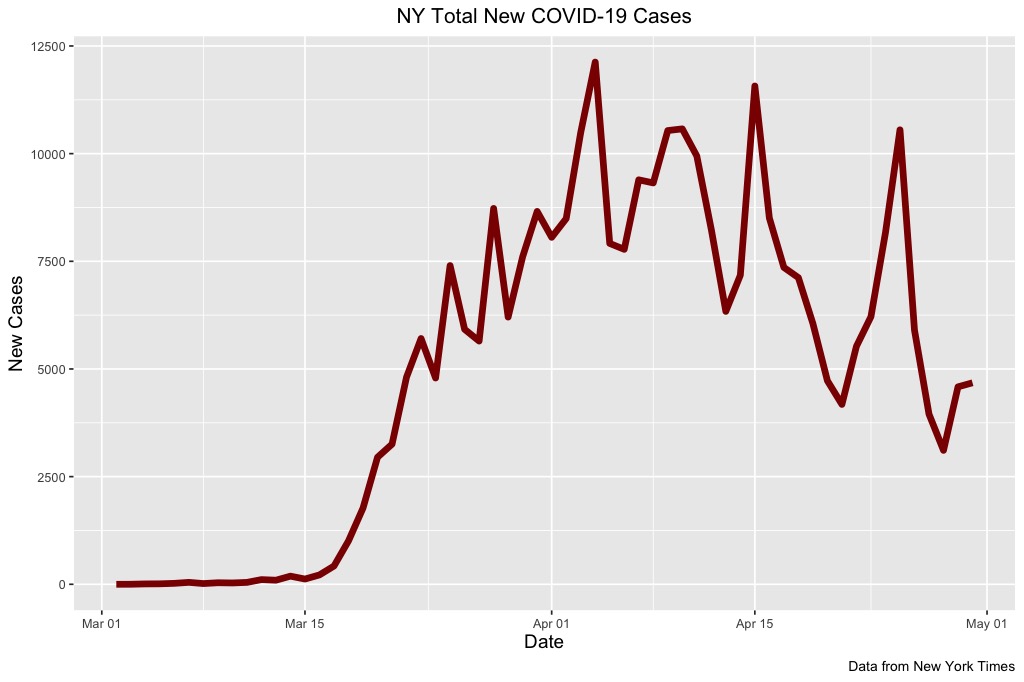 NY Total New COVID-19 Cases
New Cases
12500
10000
7500
5000
2500
0
Mar 01
Mar 15
Apr 01
Apr 15
May 01
Date
Data from New York Times